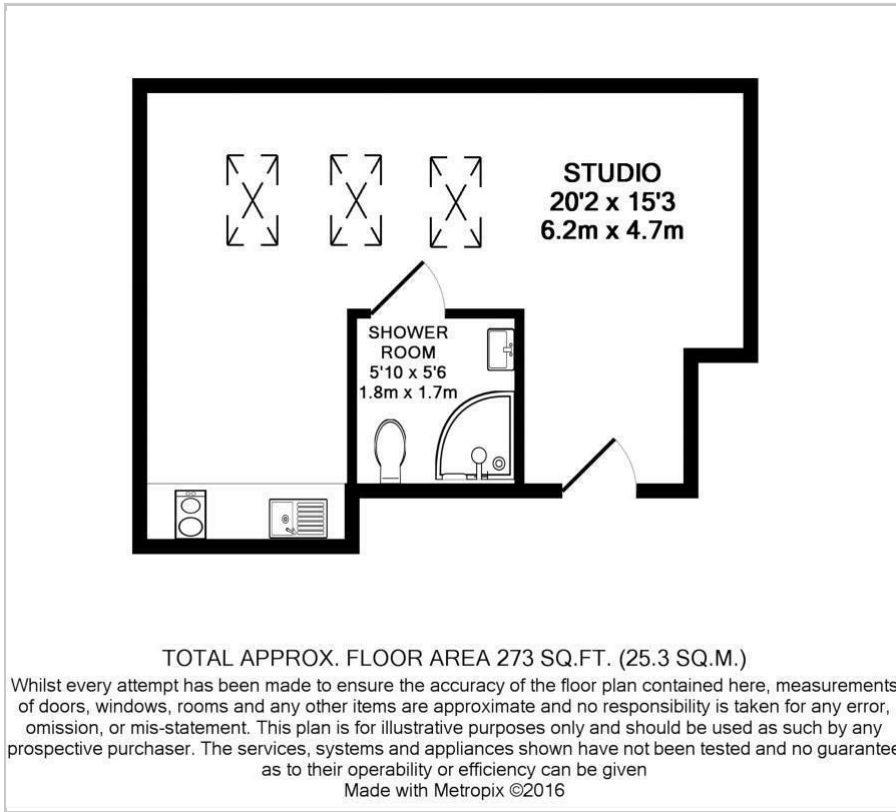 STUDIO
20'2 x 15'3
6.2m x 4.7m
SHOWER
ROOM
5'10 x 5'6
1.8m x 1.7m
TOTAL APPROX. FLOOR AREA 273 SQ.FT. (25.3 SQ.M.)
Whilst every attempt has been made to ensure the accuracy of the floor plan contained here, measurements
of doors, windows, rooms and any other items are approximate and no responsibility is taken for any error,
omission, or mis-statement. This plan is for illustrative purposes only and should be used as such by any
prospective purchaser. The services, systems and appliances shown have not been tested and no guarantee
as to their operability or efficiency can be given
Made with Metropix ©2016